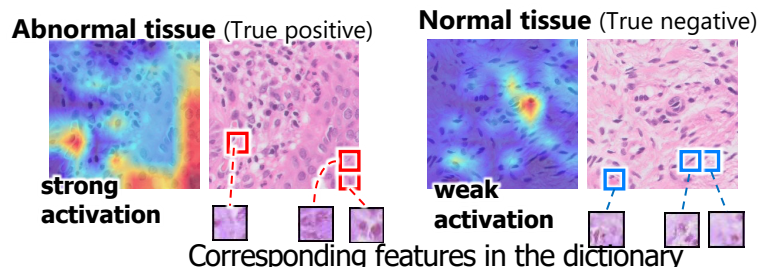 Abnormal tissue (True positive)
Normal tissue (True negative)
strong
activation
weak
activation
Corresponding features in the dictionary